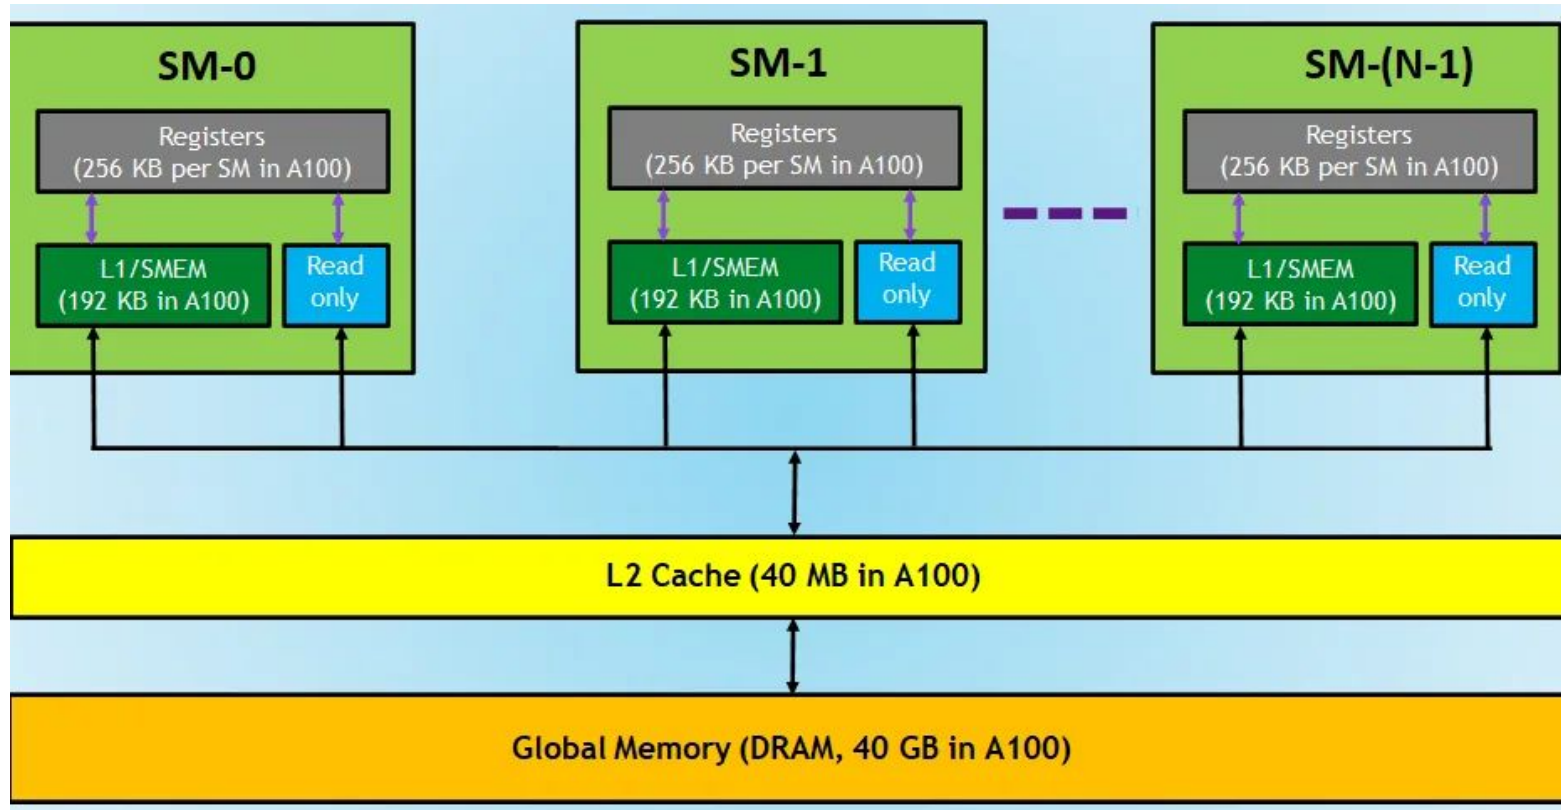 SM-0
Registers
(256 KB per SM in A100)
L1/SMEM
(192 KB in A100)
Read
only
SM-1
Registers
(256 KB per SM in A100)
L1/SMEM
(192 KB in A100)
Read
only
SM-(N-1)
Registers
(256 KB per SM in A100)
L1/SMEM
(192 KB in A100)
Read
only
L2 Cache (40 MB in A100)
Global Memory (DRAM, 40 GB in A100)